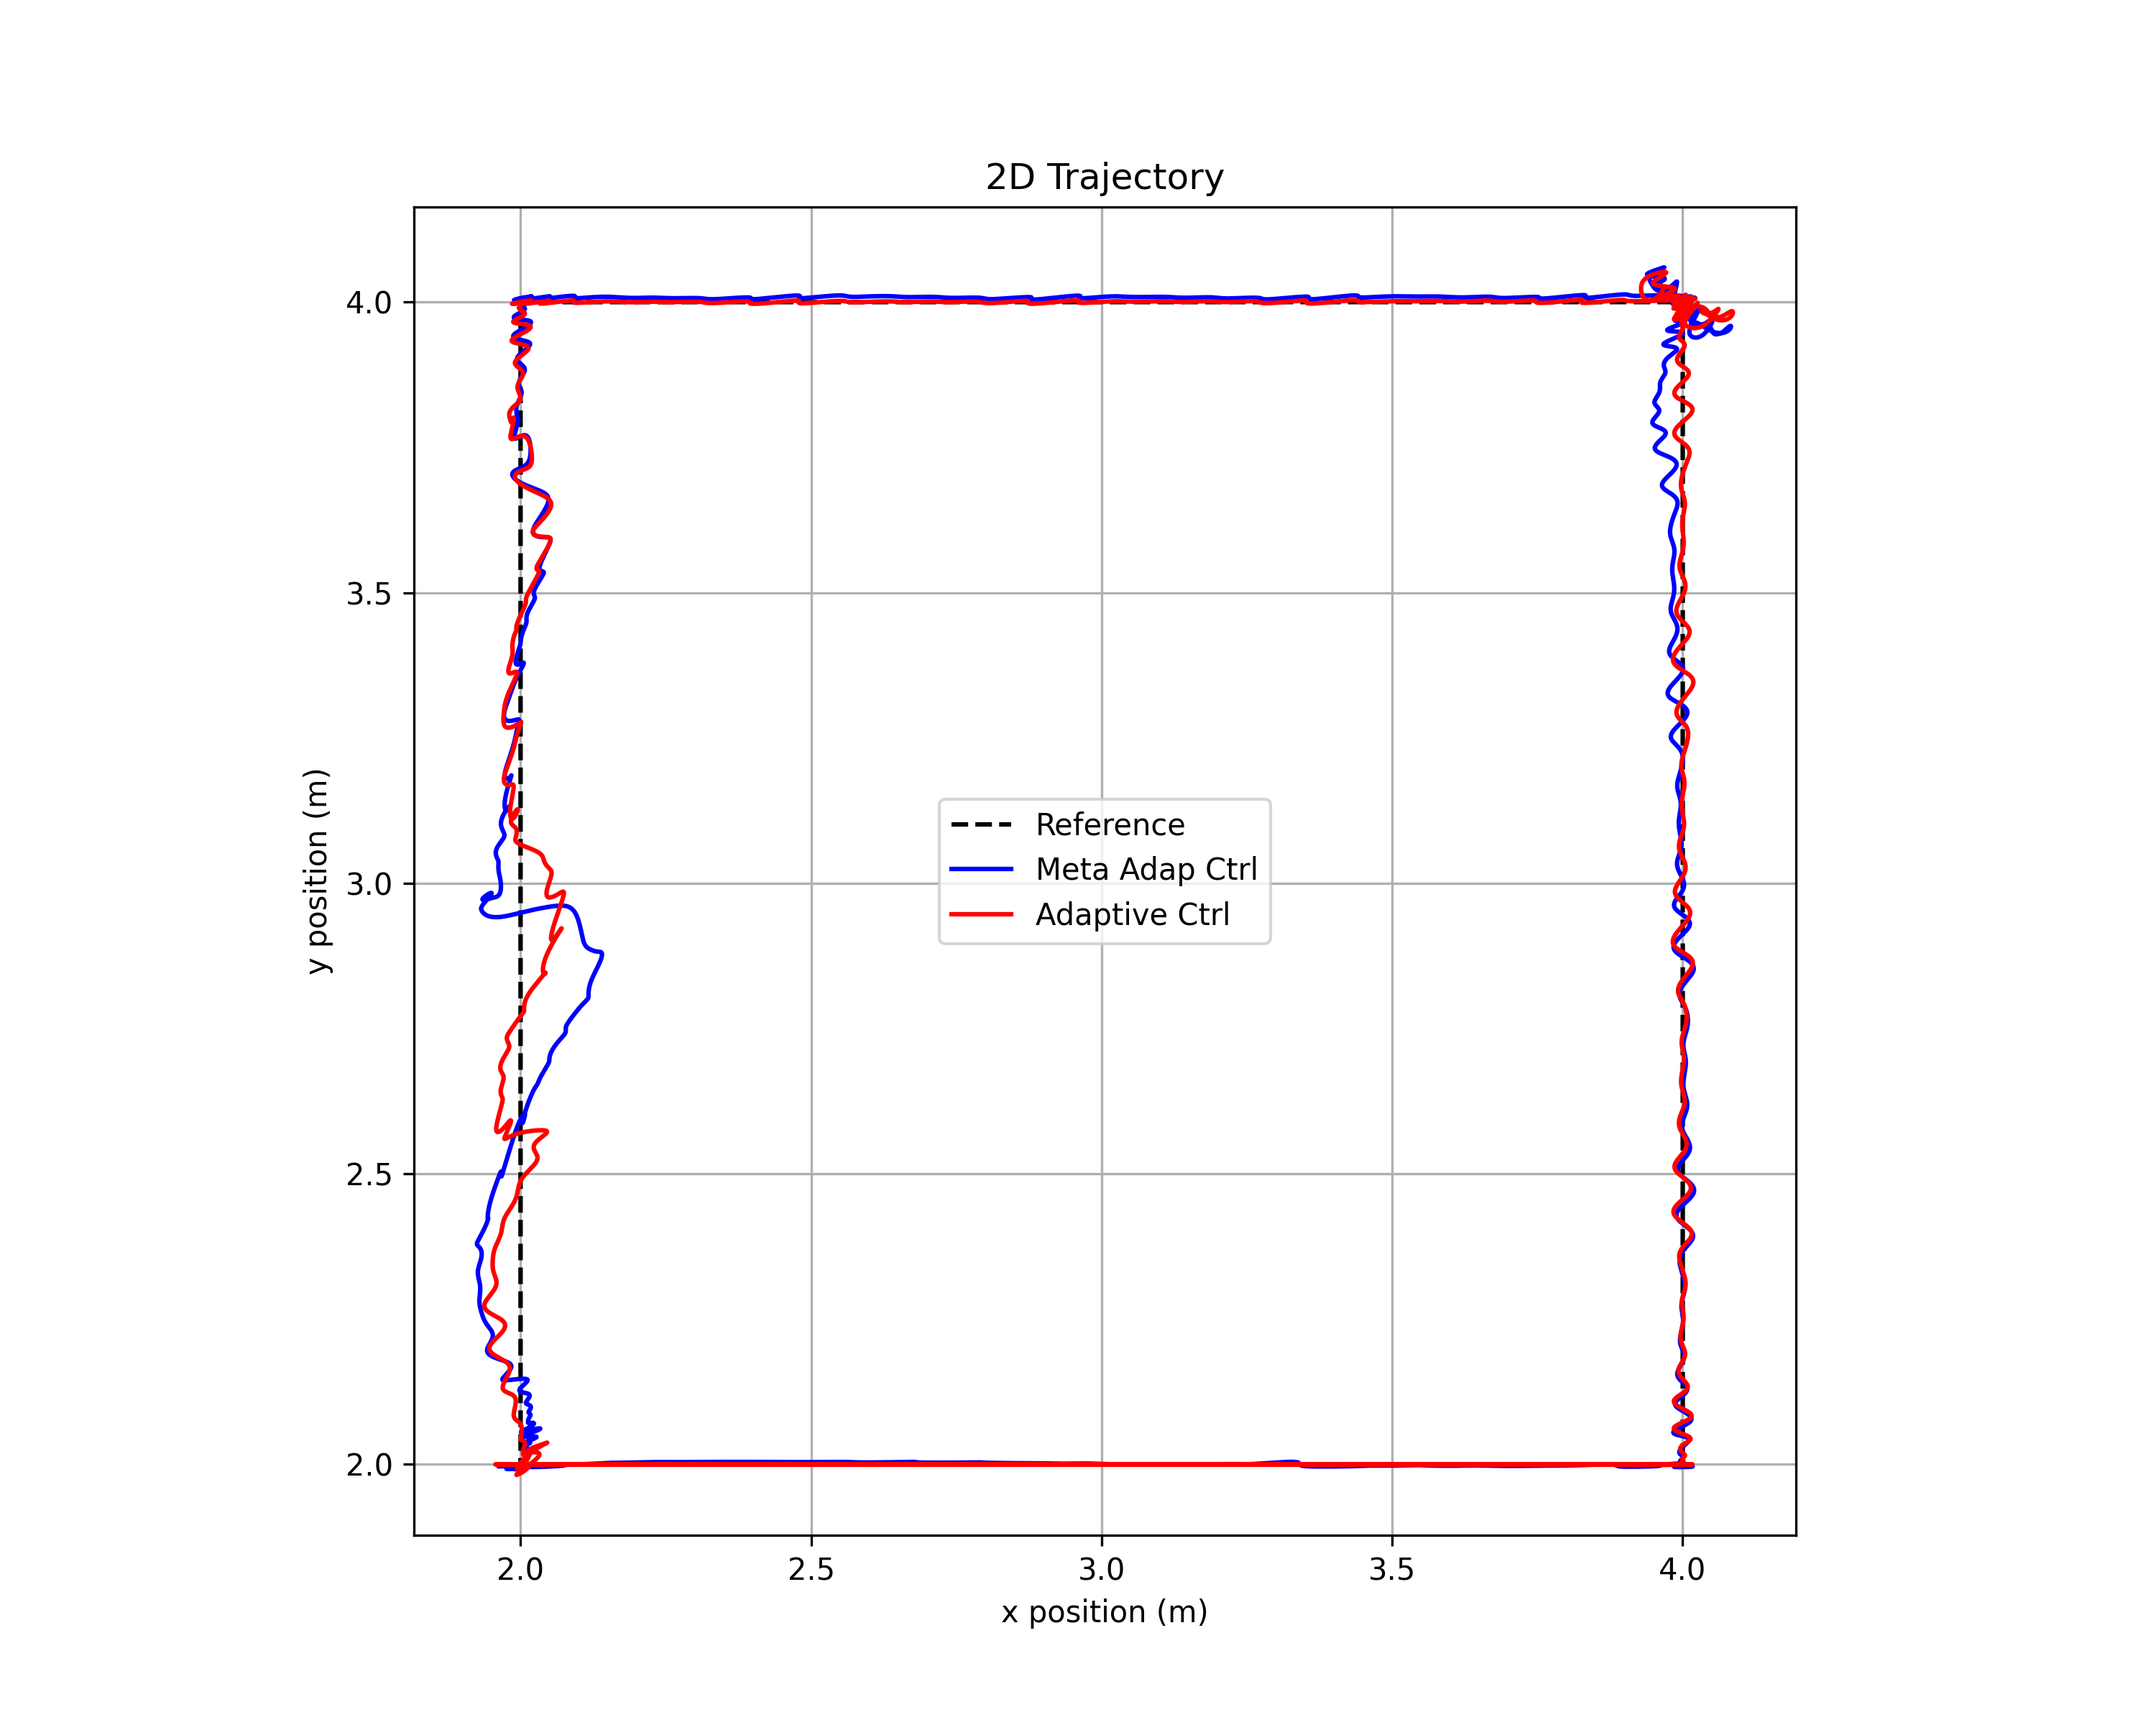 2D Trajectory
4.0
3.5
3.0
2.5
2.0
y position (m)
Reference
Meta Adap Ctrl
Adaptive Ctrl
2.0 2.5 3.0 3.5 4.0
x position (m)